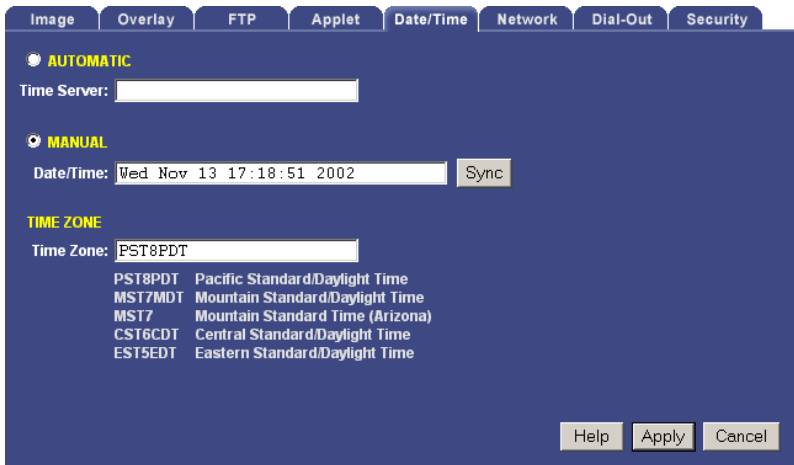 Image Overlay FTP Applet Date/Time Network Dial-Out Security
AUTOMATIC
Time Server:
MANUAL
Date/Time: Wed Nov 13 17:18:51 2002 Sync
TIME ZONE
Time Zone: PST8PDT
PST8PDT Pacific Standard/Daylight Time
MST7MDT Mountain Standard/Daylight Time
MST7 Mountain Standard Time (Arizona)
CST6CDT Central Standard/Daylight Time
EST5EDT Eastern Standard/Daylight Time
Help Apply Cancel